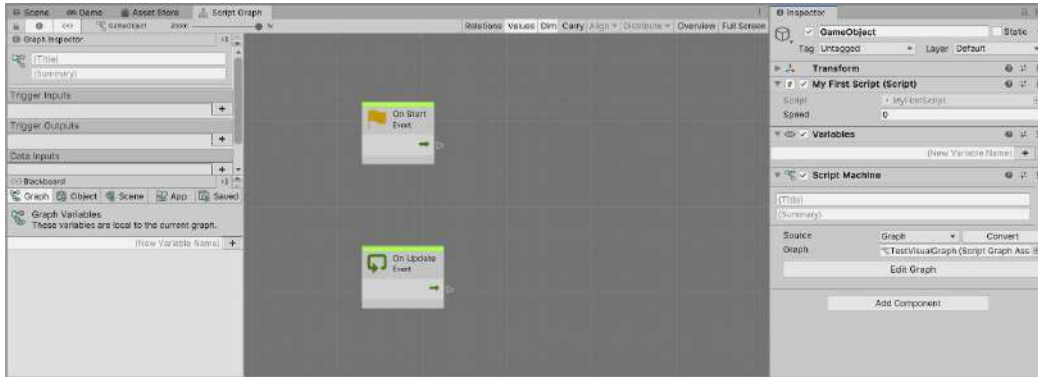 Scene Game Asset Store Script Graph
GameObject Zoom
Relations Values Dim Carry Align Distribute Overview Full Screen
Graph Inspector
(Title)
(Summary)
Trigger Inputs
Trigger Outputs
Data Inputs
Blackboard
Graph Object Scene App Saved
Graph Variables
These variables are local to the current graph.
(New Variable Name) +
On Start
Event
On Update
Event
Inspector
GameObject Static
Tag Untagged Layer Default
Transform
My First Script (Script)
Script MyFirstScript
Speed 0
Variables
(New Variable Name) +
Script Machine
(Title)
(Summary)
Source Graph Convert
Graph TestVisualGraph (Script Graph Ass
Edit Graph
Add Component